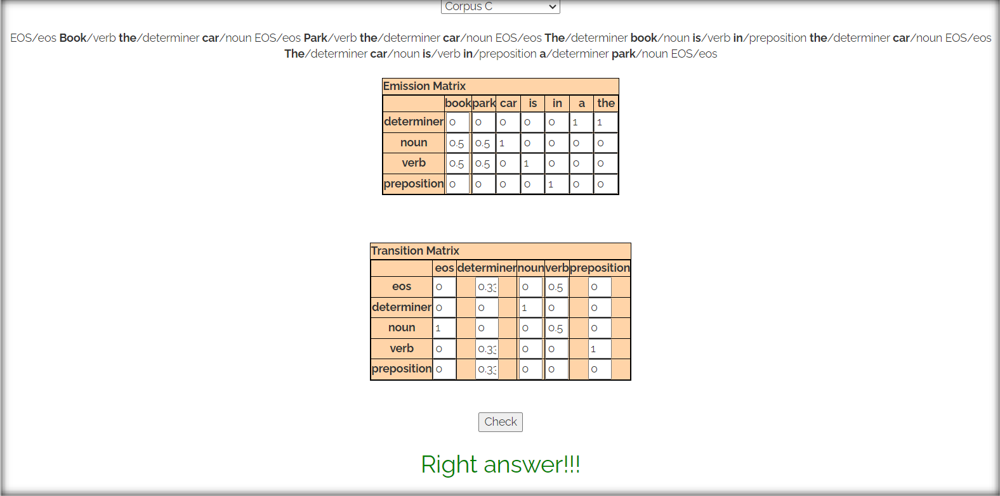 Corpus C
EOS/eos Book/verb the/determiner car/noun EOS/eos Park/verb the/determiner car/noun EOS/eos The/determiner book/noun is/verb in/preposition the/determiner car/noun EOS/eos
The/determiner car/noun is/verb in/preposition a/determiner park/noun EOS/eos
Emission Matrix
book park car is in a the
determiner 0 0 0 0 0 1 1
noun 0.5 0.5 1 0 0 0 0
verb 0.5 0.5 0 1 0 0 0
preposition 0 0 0 0 1 0 0
Transition Matrix
eos determiner noun verb preposition
eos 0 0.33 0 0.5 0
determiner 0 0 1 0 0
noun 1 0 0 0.5 0
verb 0 0.33 0 0 1
preposition 0 0.33 0 0 0
Check
Right answer!!!